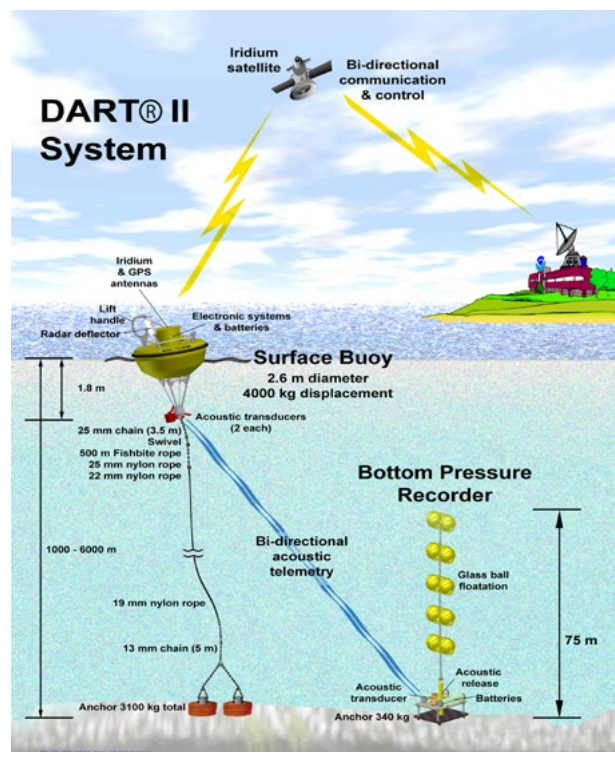 Iridium
satellite
Bi-directional
communication
& control
DART® II
System
Iridium
& GPS
antennas
Lift
handle
Radar deflector
Electronic systems
& batteries
Surface Buoy
2.6 m diameter
4000 kg displacement
1.8 m
Acoustic transducers
(2 each)
25 mm chain (3.5 m)
Swivel
500 m Fishbite rope
25 mm nylon rope
22 mm nylon rope
Bottom Pressure
Recorder
1000 - 6000 m
Bi-directional
acoustic
telemetry
Glass ball
floatation
19 mm nylon rope
75 m
13 mm chain (5 m)
Acoustic
release
Acoustic
transducer
Batteries
Anchor 3100 kg total
Anchor 340 kg